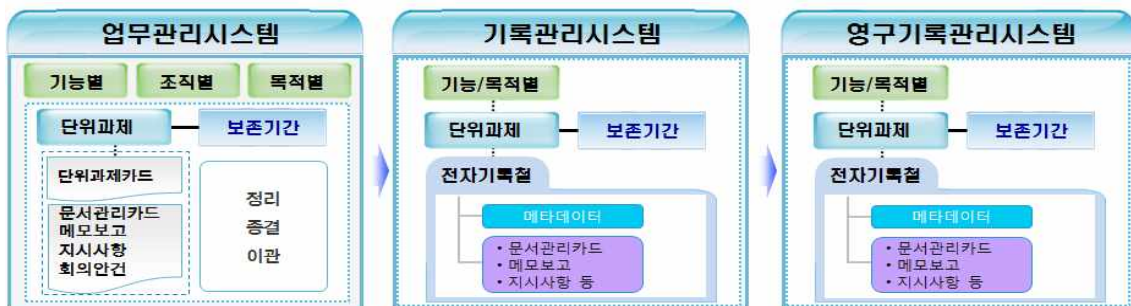 업무관리시스템
기능별
조직별
목적별
단위과제
보존기간
단위과제카드
문서관리카드
메모보고
지시사항
회의안건
정리
종결
이관
기록관리시스템
기능/목적별
단위과제
보존기간
전자기록철
메타데이터
• 문서관리카드
• 메모보고
• 지시사항 등
영구기록관리시스템
기능/목적별
단위과제
보존기간
전자기록철
메타데이터
• 문서관리카드
• 메모보고
• 지시사항 등